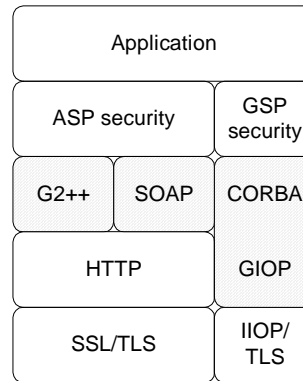 Application
ASP security
GSP
security
G2++
SOAP
CORBA
HTTP
GIOP
SSL/TLS
IIOP/
TLS